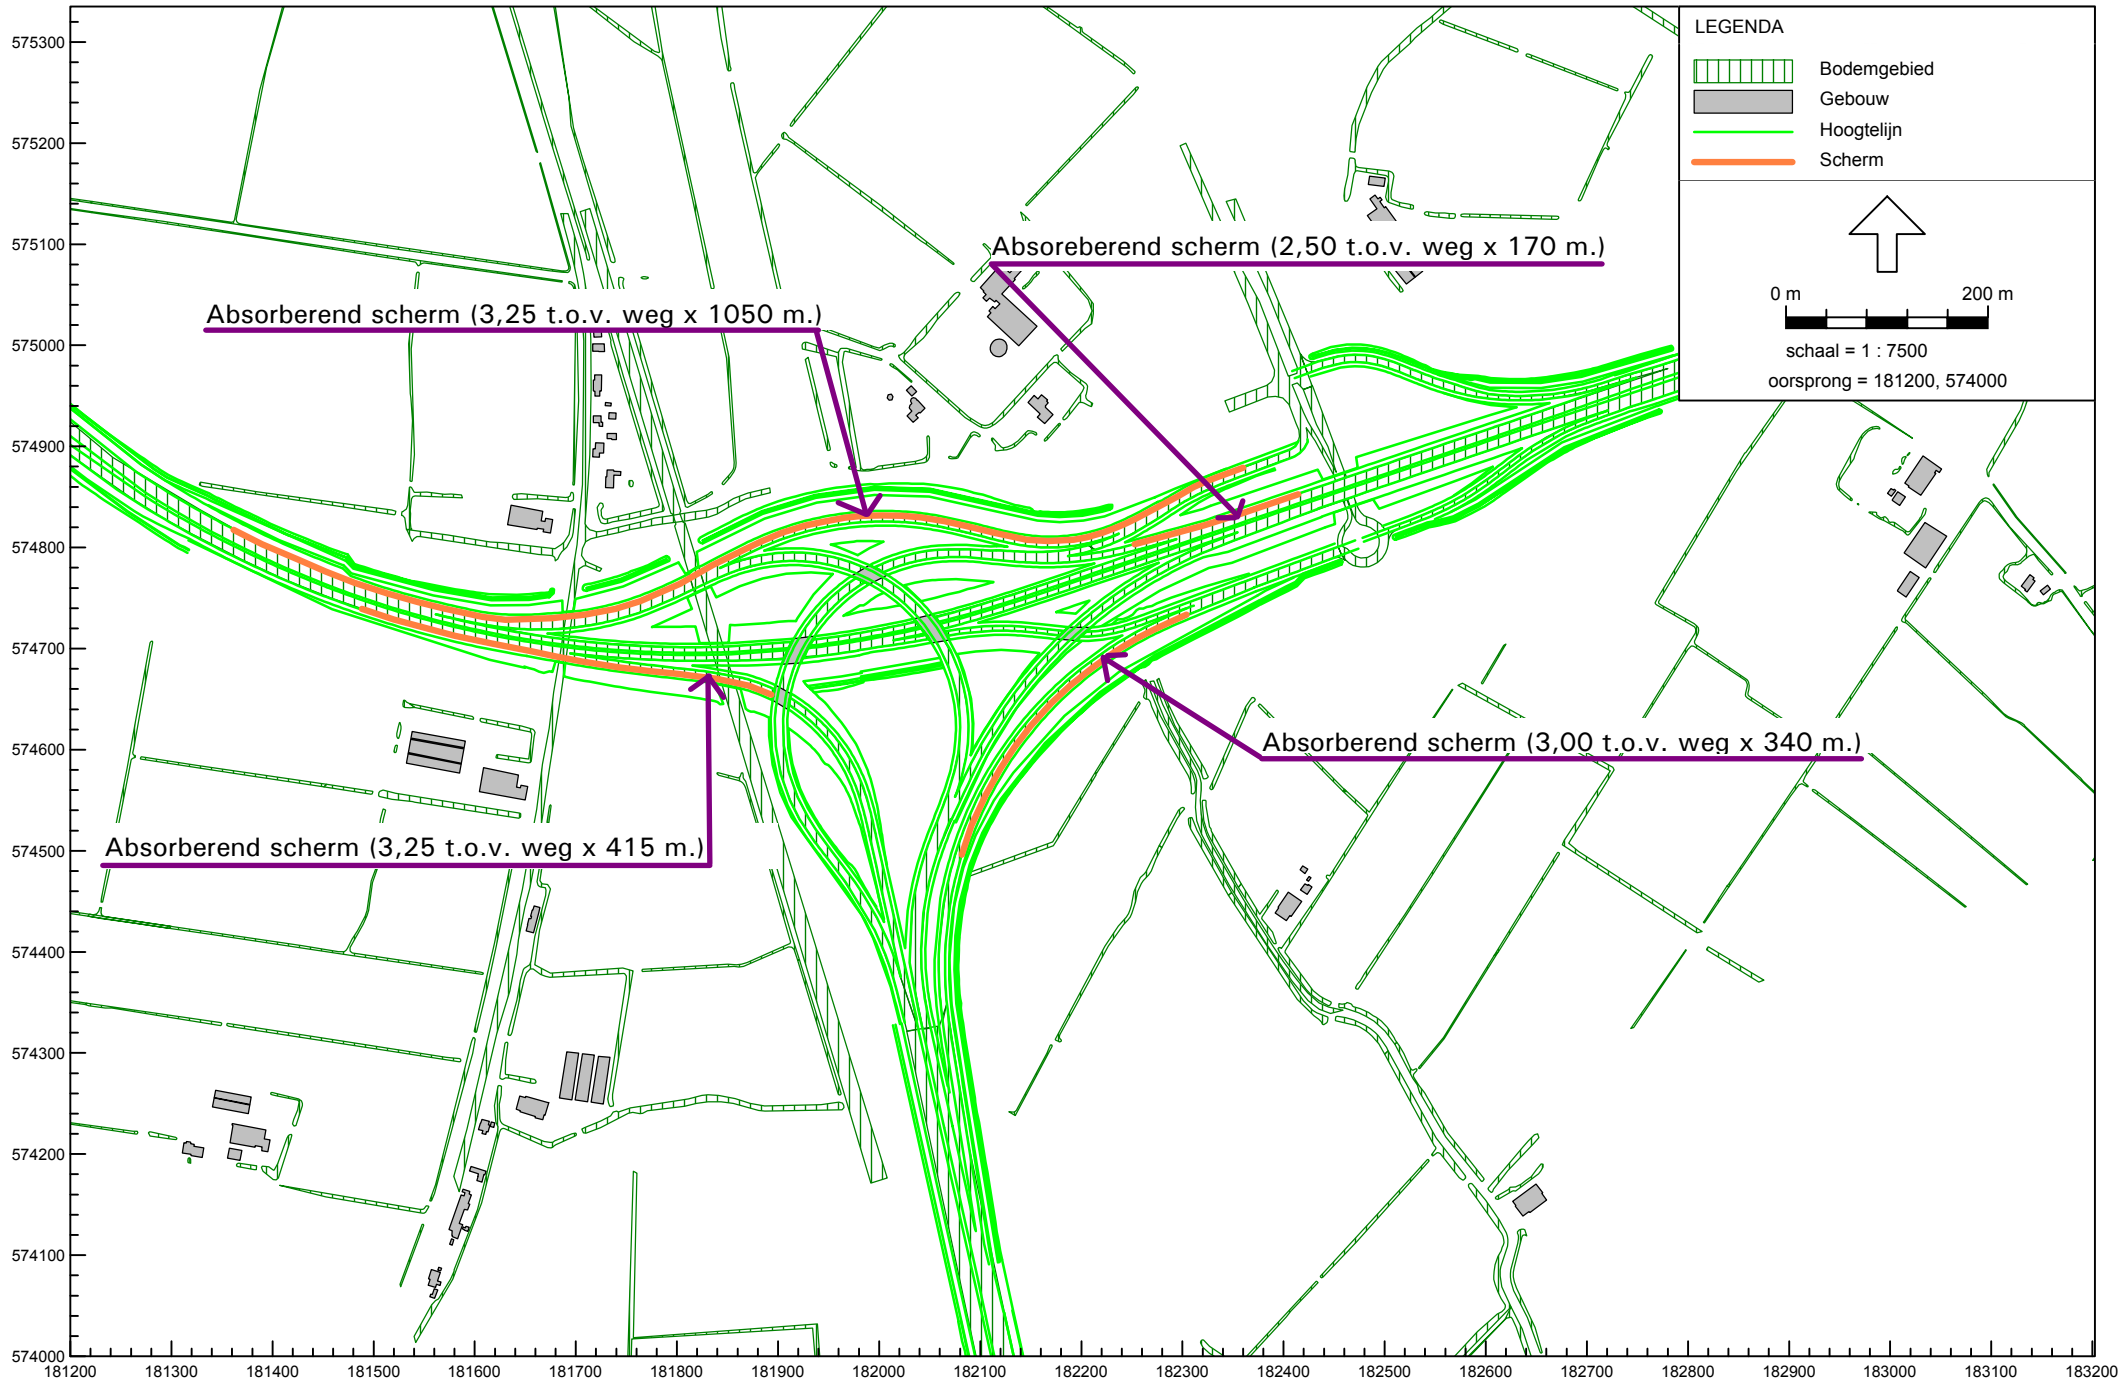 LEGENDA
Bodemgebied
Gebouw
Hoogtelijn
Scherm
0 m 200 m
schaal = 1 : 7500
oorsprong = 181200, 574000
Absoreberend scherm (2,50 t.o.v. weg x 170 m.)
Absorberend scherm (3,25 t.o.v. weg x 1050 m.)
Absorberend scherm (3,00 t.o.v. weg x 340 m.)
Absorberend scherm (3,25 t.o.v. weg x 415 m.)
575300
575200
575100
575000
574900
574800
574700
574600
574500
574400
574300
574200
574100
574000
181200 181300 181400 181500 181600 181700 181800 181900 182000 182100 182200 182300 182400 182500 182600 182700 182800 182900 183000 183100 183200